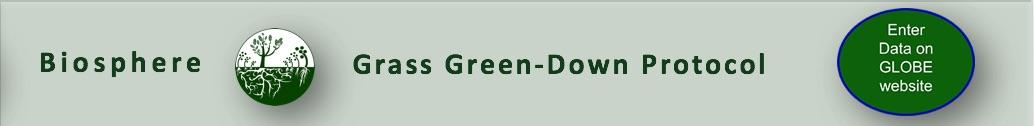 Biosphere
Grass Green-Down Protocol
Enter
Data on
GLOBE
website